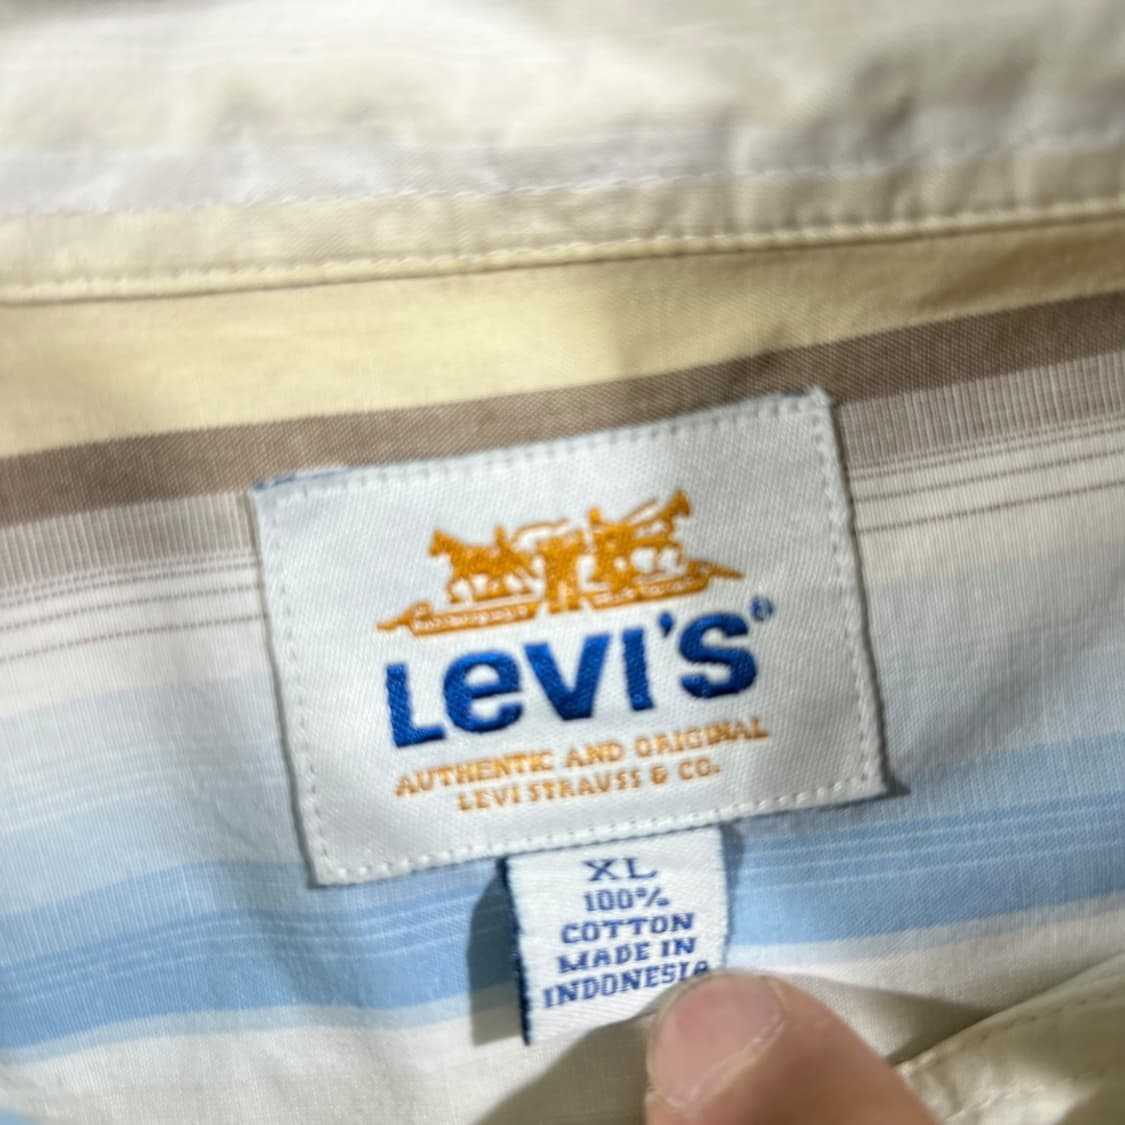 LEVI'S®
AUTHENTIC AND ORIGINAL
LEVI STRAUSS & CO.
XL
100%
COTTON
MADE IN
INDONESIA